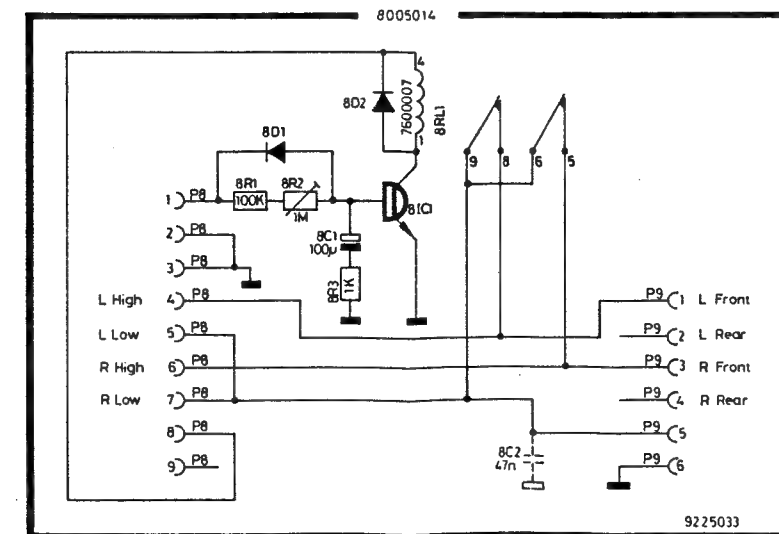 8005014
4
8D2
7600007
8RL1
1
8D1
9 8 6 5
1 P8
8R1
100K
8R2
1M
8IC1
2 P8
8C1
100µ
3 P8
8R3
1K
L High 4 P8
P9 1 L Front
L Low 5 P8
P9 2 L Rear
R High 6 P8
P9 3 R Front
R Low 7 P8
P9 4 R Rear
8 P8
P9 5
8C2
47n
9 P8
P9 6
9225033